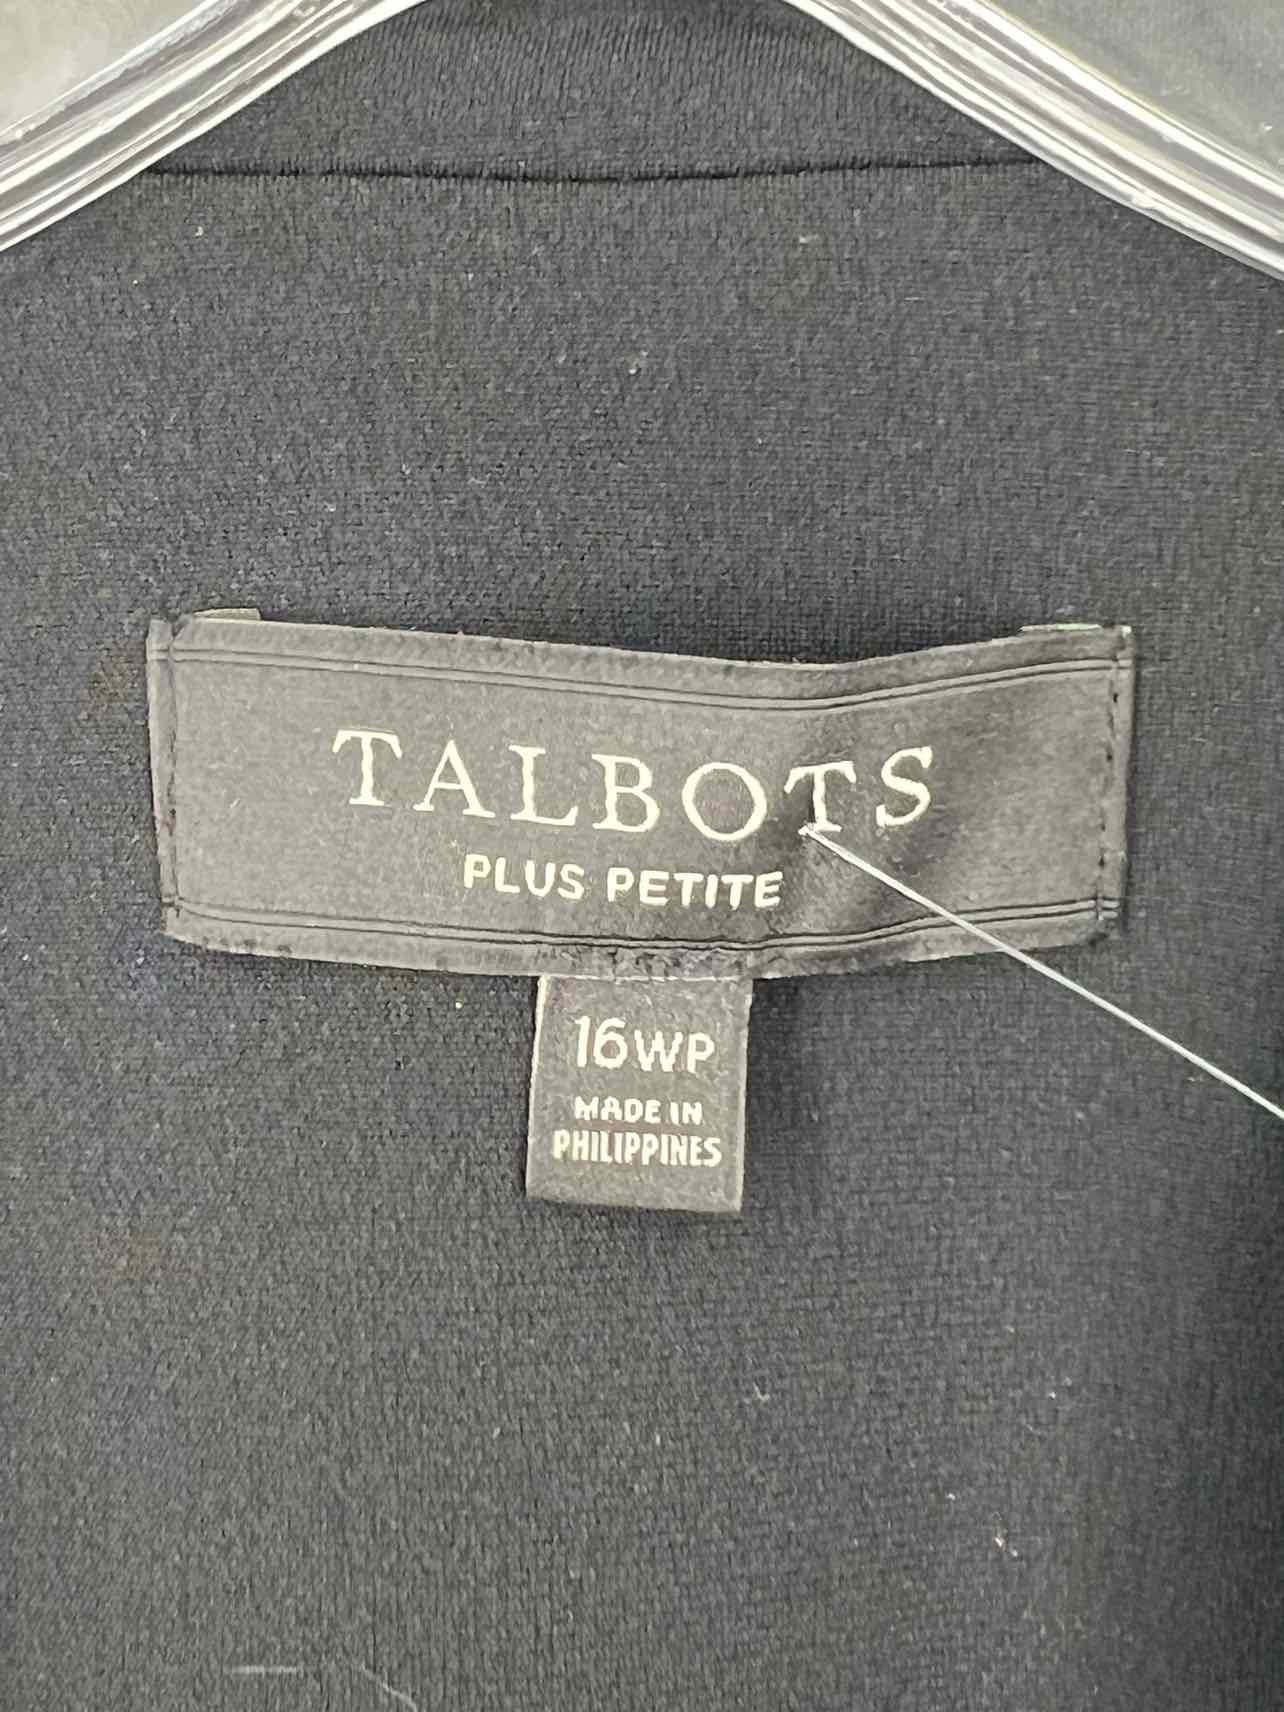 TALBOTS
PLUS PETITE
16WP
MADE IN
PHILIPPINES